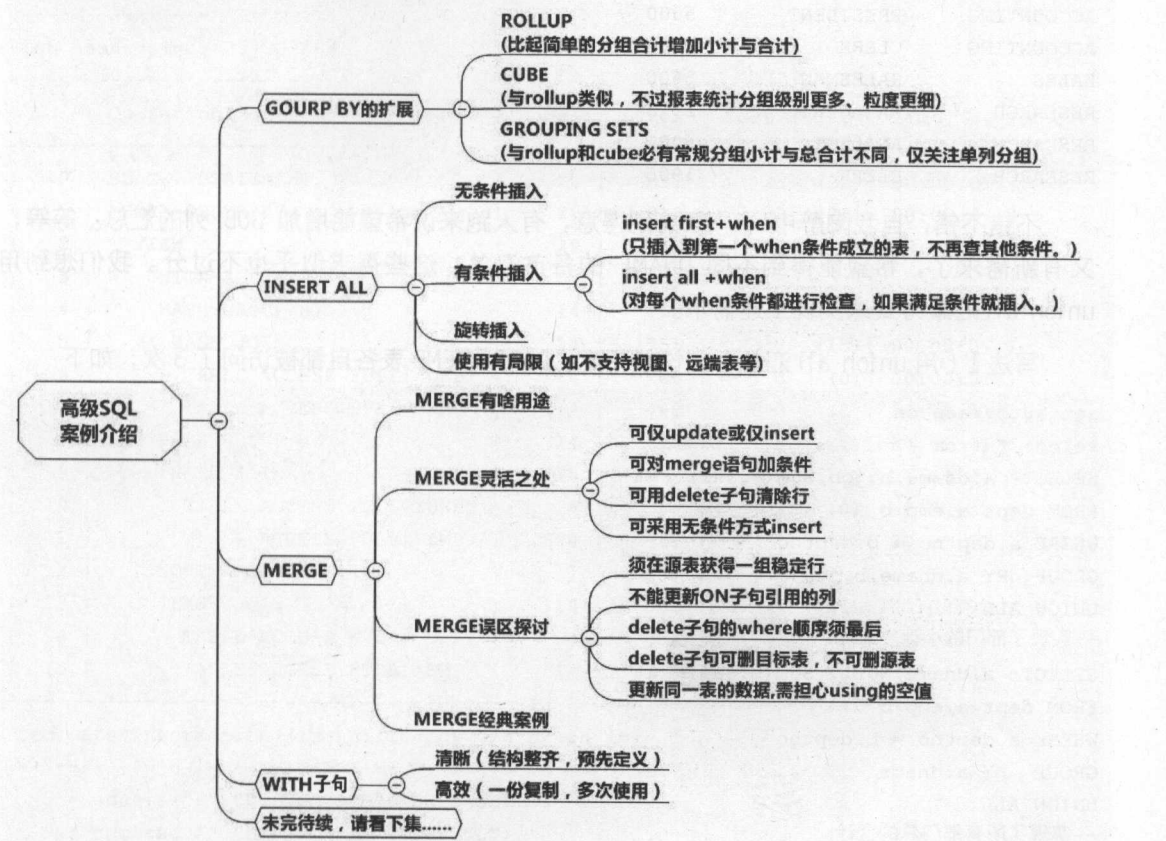 ROLLUP
(比起简单的分组合计增加小计与合计)
CUBE
(与rollup类似，不过报表统计分组级别更多、粒度更细)
GOURP BY的扩展
GROUPING SETS
(与rollup和cube必有常规分组小计与总合计不同，仅关注单列分组)
无条件插入
insert first+when
(只插入到第一个when条件成立的表，不再查其他条件。)
有条件插入
INSERT ALL
insert all +when
(对每个when条件都进行检查，如果满足条件就插入。)
旋转插入
使用有局限（如不支持视图、远端表等)
高级SQL
案例介绍
MERGE有啥用途
可仅update或仅insert
可对merge语句加条件
MERGE灵活之处
可用delete子句清除行
可采用无条件方式insert
MERGE
须在源表获得一组稳定行
不能更新ON子句引用的列
MERGE误区探讨
delete子句的where顺序须最后
delete子句可删目标表，不可删源表
更新同一表的数据,需担心using的空值
MERGE经典案例
清晰（结构整齐，预先定义）
WITH子句
高效（一份复制，多次使用）
未完待续，请看下集......